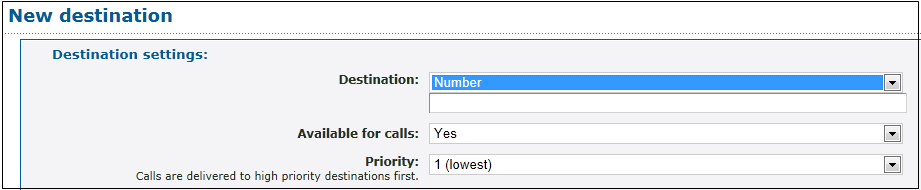 New destination
Destination settings:
Destination: Number
Available for calls: Yes
Priority: 1 (lowest)
Calls are delivered to high priority destinations first.